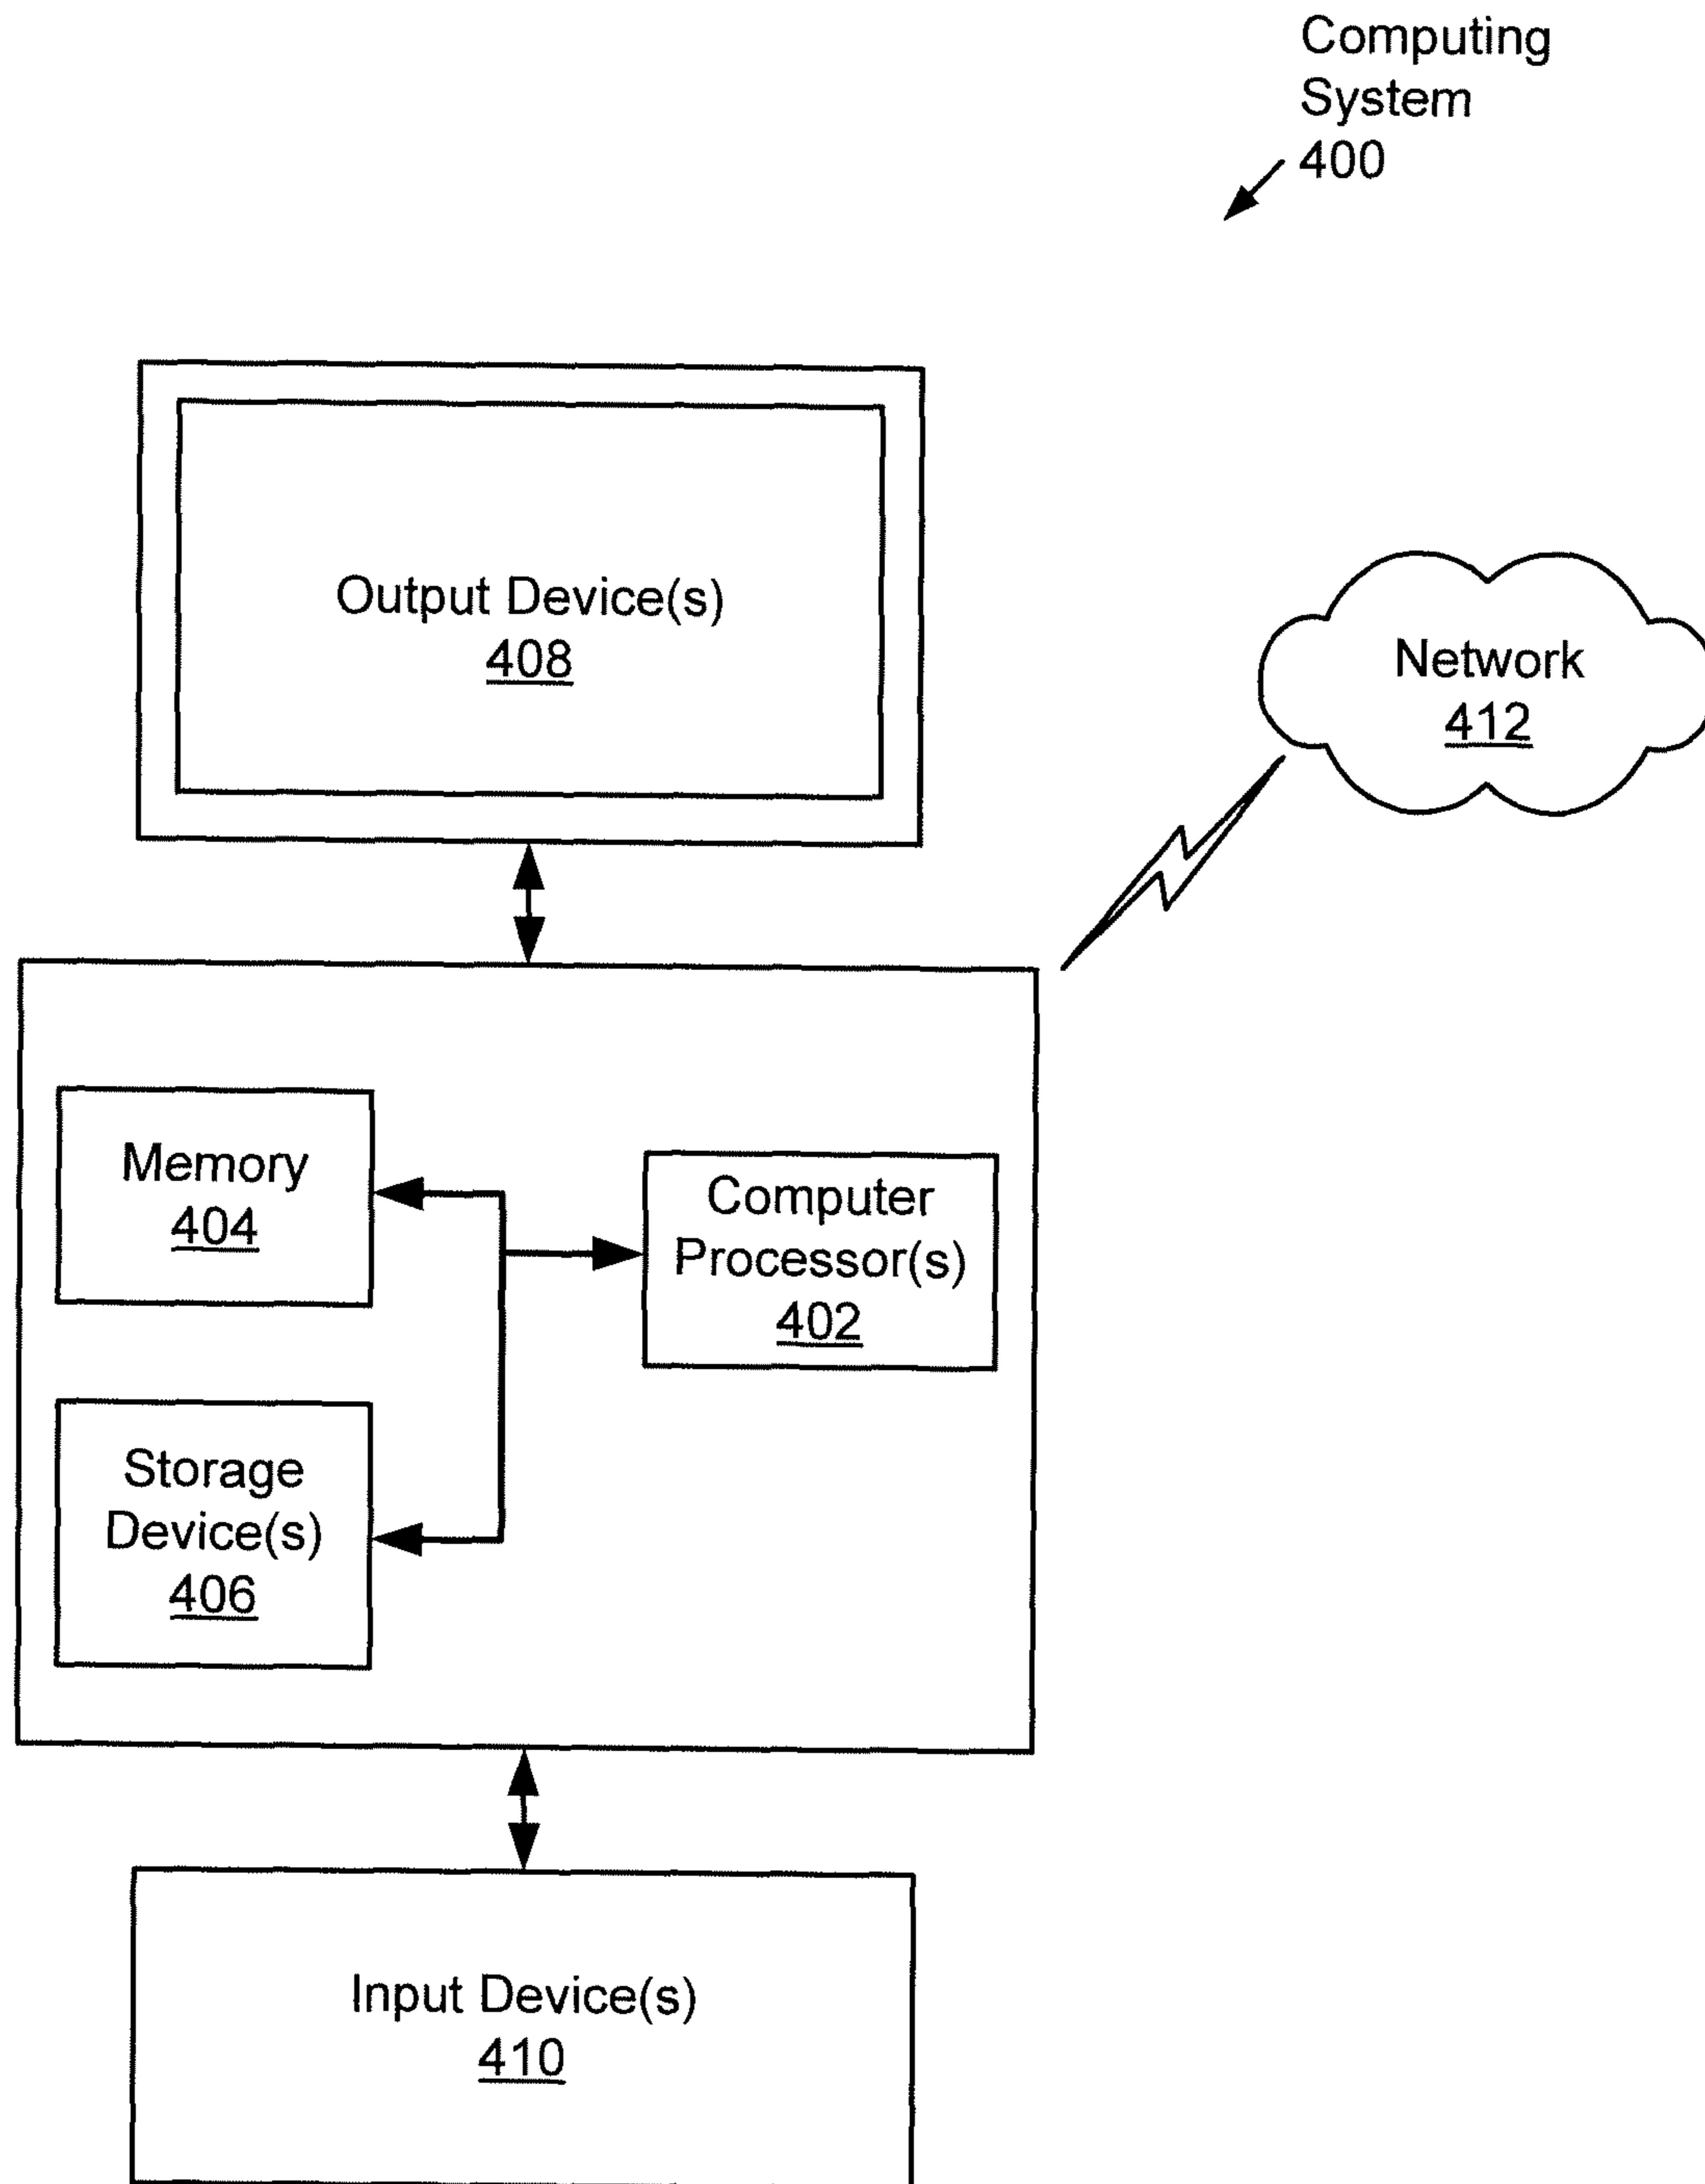 Computing
System
400
Output Device(s)
408
Network
412
Memory
404
Computer
Processor(s)
402
Storage
Device(s)
406
Input Device(s)
410